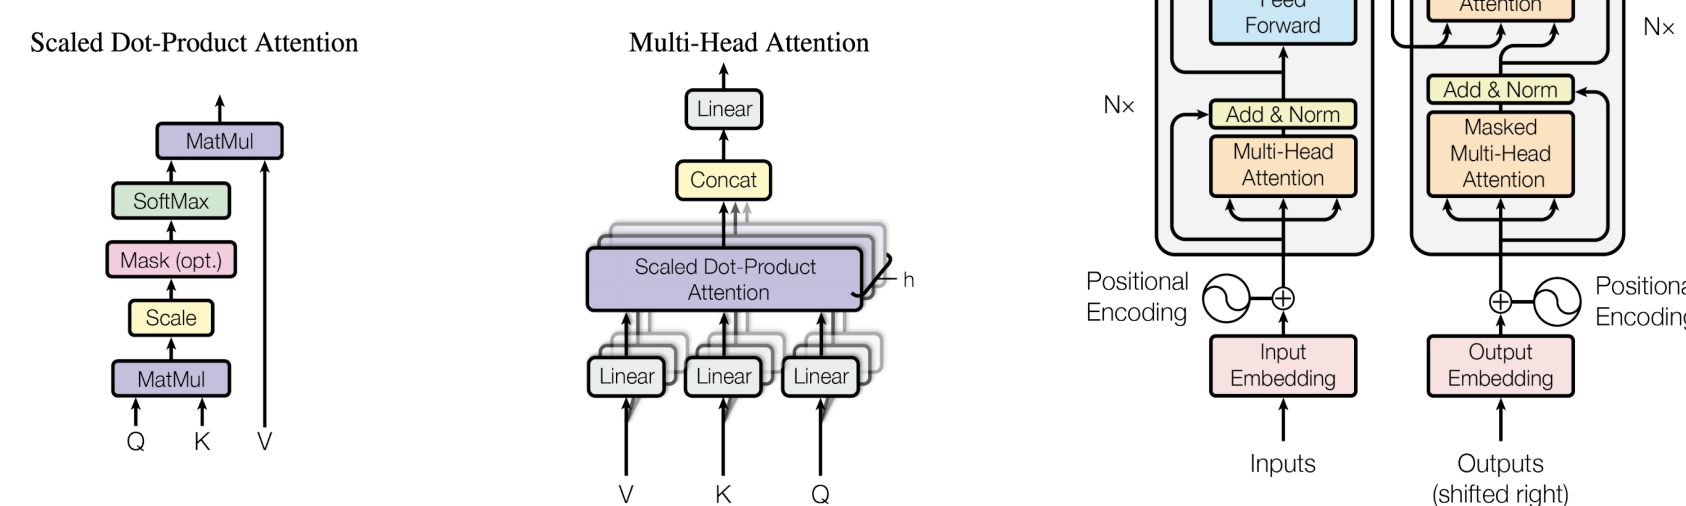 Scaled Dot-Product Attention
MatMul
SoftMax
Mask (opt.)
Scale
MatMul
Q K V
Multi-Head Attention
Linear
Concat
Scaled Dot-Product
Attention
h
Linear Linear Linear
V K Q
Forward
Nx
Add & Norm
Multi-Head
Attention
Positional
Encoding
Input
Embedding
Inputs
Attention
Nx
Add & Norm
Masked
Multi-Head
Attention
Output
Embedding
Outputs
(shifted right)